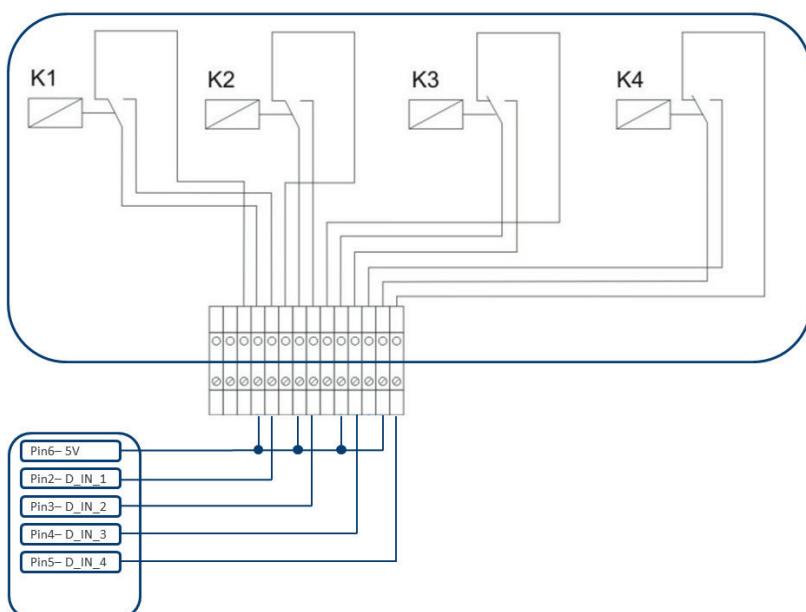 K1
K2
K3
K4
Pin6– 5V
Pin2– D_IN_1
Pin3– D_IN_2
Pin4– D_IN_3
Pin5– D_IN_4